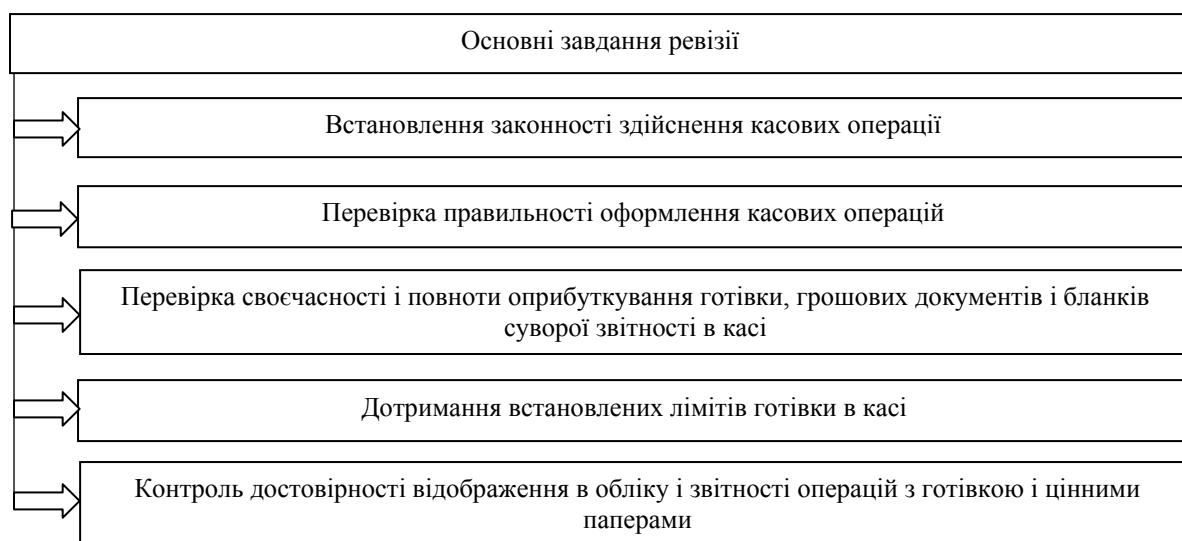 Основні завдання ревізії
Встановлення законності здійснення касових операції
Перевірка правильності оформлення касових операцій
Перевірка своєчасності і повноти оприбуткування готівки, грошових документів і бланків
суворої звітності в касі
Дотримання встановлених лімітів готівки в касі
Контроль достовірності відображення в обліку і звітності операцій з готівкою і цінними
паперами